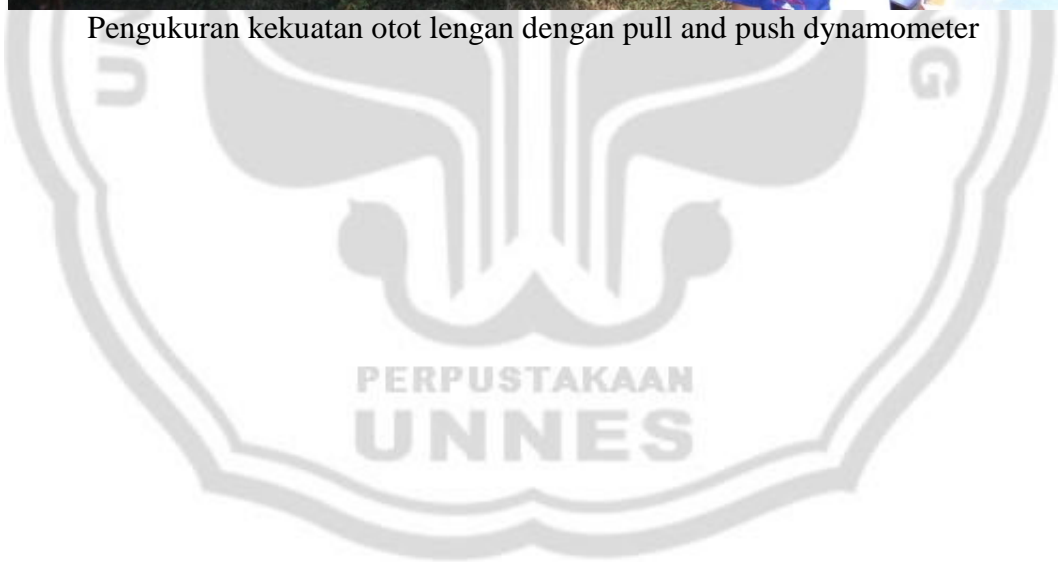 Pengukuran kekuatan otot lengan dengan pull and push dynamometer
U G
PERPUSTAKAAN
UNNES